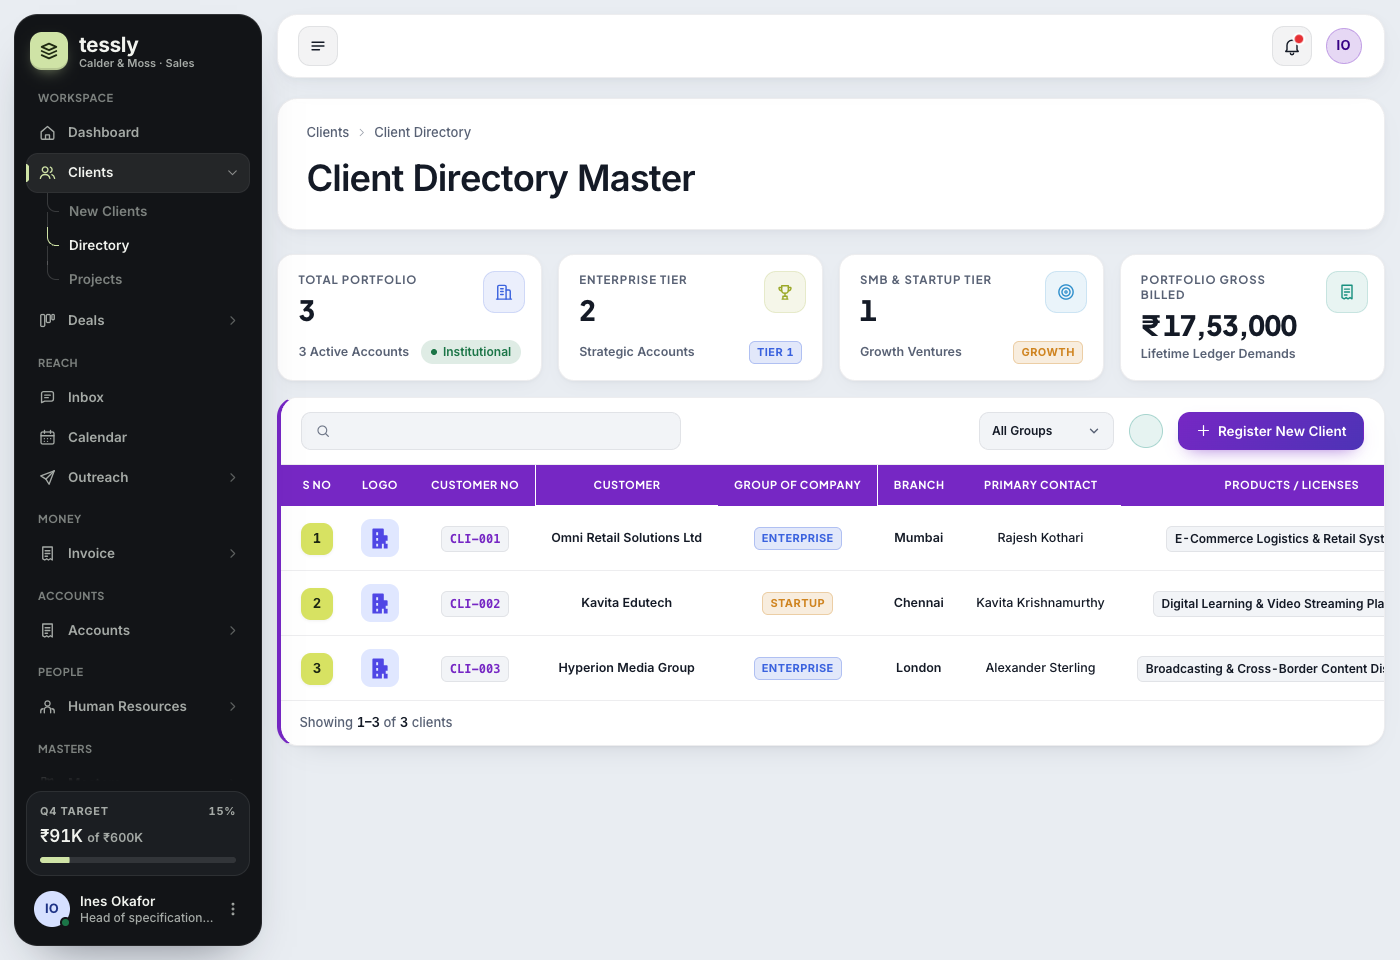 tessly
Calder & Moss · Sales
WORKSPACE
Dashboard
Clients
New Clients
Directory
Projects
Deals
REACH
Inbox
Calendar
Outreach
MONEY
Invoice
ACCOUNTS
Accounts
PEOPLE
Human Resources
MASTERS
Q4 TARGET 15%
₹91K of ₹600K
IO Ines Okafor
Head of specification...
IO
Clients Client Directory
Client Directory Master
TOTAL PORTFOLIO
3
3 Active Accounts Institutional
ENTERPRISE TIER
2
Strategic Accounts TIER 1
SMB & STARTUP TIER
1
Growth Ventures GROWTH
PORTFOLIO GROSS
BILLED
₹17,53,000
Lifetime Ledger Demands
All Groups Register New Client
S NO LOGO CUSTOMER NO CUSTOMER GROUP OF COMPANY BRANCH PRIMARY CONTACT PRODUCTS / LICENSES
1 CLI-001 Omni Retail Solutions Ltd ENTERPRISE Mumbai Rajesh Kothari E-Commerce Logistics & Retail Syst
2 CLI-002 Kavita Edutech STARTUP Chennai Kavita Krishnamurthy Digital Learning & Video Streaming Pla
3 CLI-003 Hyperion Media Group ENTERPRISE London Alexander Sterling Broadcasting & Cross-Border Content Dis
Showing 1–3 of 3 clients